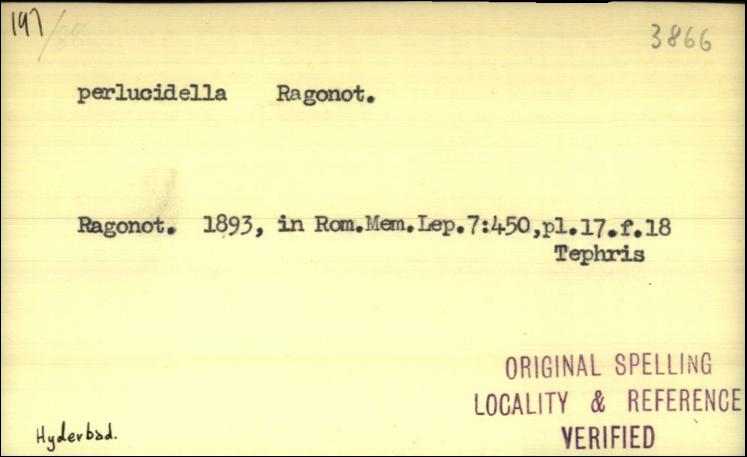 197/88
3866
perlucidella Ragonot.
Ragonot. 1893, in Rom.Mem.Lep.7:450,pl.17.f.18
Tephris
ORIGINAL SPELLING
LOCALITY & REFERENCE
VERIFIED
Hyderbad.